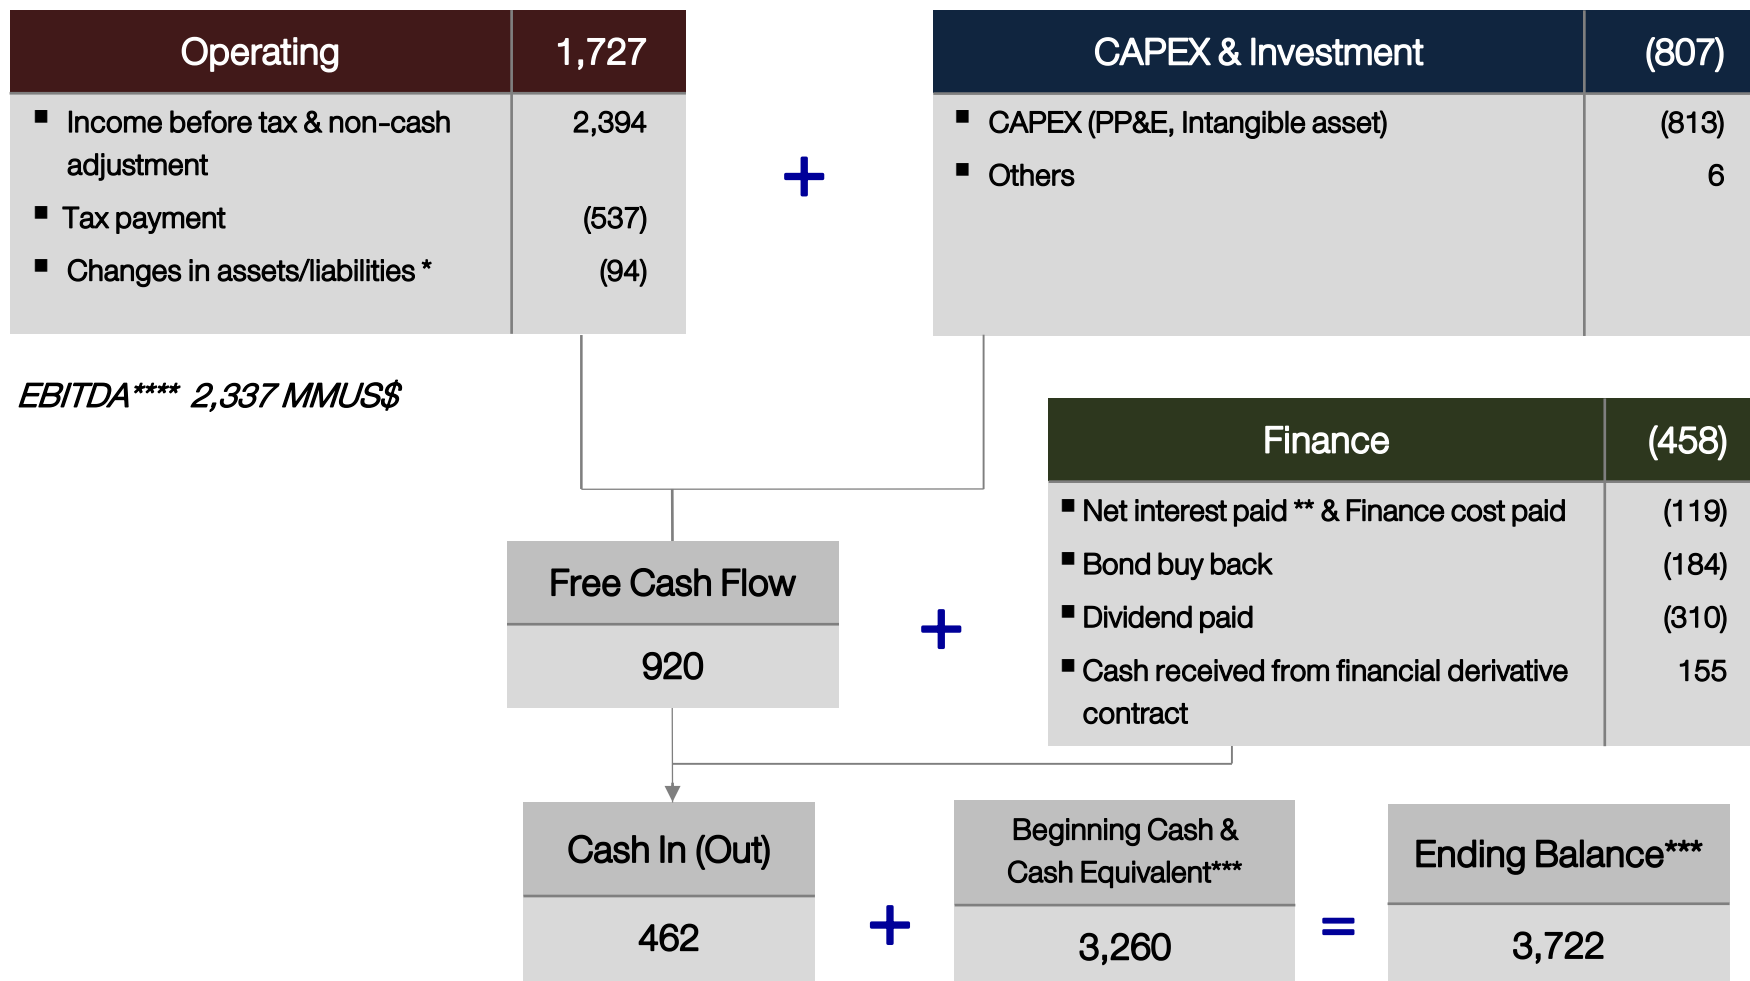 Operating 1,727
Income before tax & non-cash 2,394
adjustment
Tax payment (537)
Changes in assets/liabilities * (94)
+
CAPEX & Investment (807)
CAPEX (PP&E, Intangible asset) (813)
Others 6
EBITDA**** 2,337 MMUS$
Finance (458)
Net interest paid ** & Finance cost paid (119)
Bond buy back (184)
Dividend paid (310)
Cash received from financial derivative 155
contract
Free Cash Flow
920
+
Cash In (Out)
462
+
Beginning Cash &
Cash Equivalent***
3,260
=
Ending Balance***
3,722